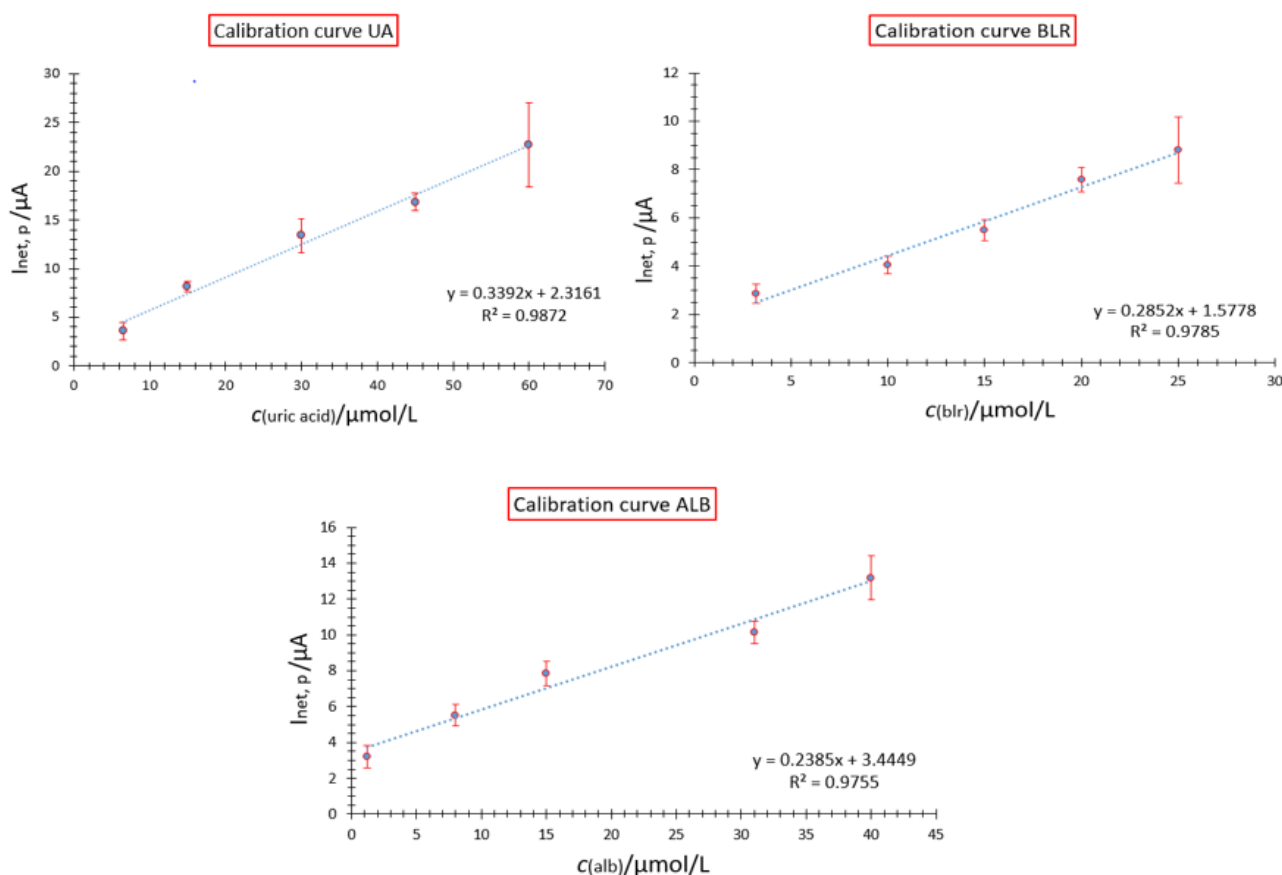 Calibration curve UA
30
25
20
15
10
5
0
Inet, p /µA
y = 0.3392x + 2.3161
R² = 0.9872
0 10 20 30 40 50 60 70
c(uric acid)/µmol/L
Calibration curve BLR
12
10
8
6
4
2
0
Inet, p /µA
y = 0.2852x + 1.5778
R² = 0.9785
0 5 10 15 20 25 30
c(blr)/µmol/L
Calibration curve ALB
16
14
12
10
8
6
4
2
0
Inet, p /µA
y = 0.2385x + 3.4449
R² = 0.9755
0 5 10 15 20 25 30 35 40 45
c(alb)/µmol/L